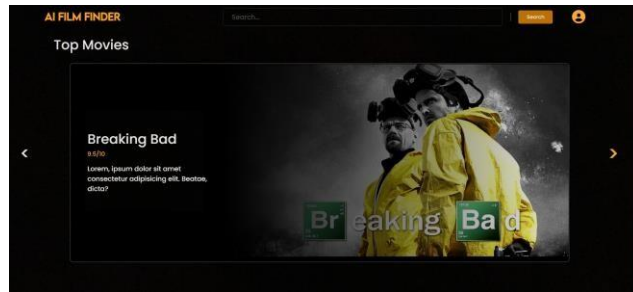 AI FILM FINDER
Search...
Search
Top Movies
Breaking Bad
9.5/10
Lorem, ipsum dolor sit amet
consectetur adipisicing elit. Beatae,
dicta?
Br eaking Ba d